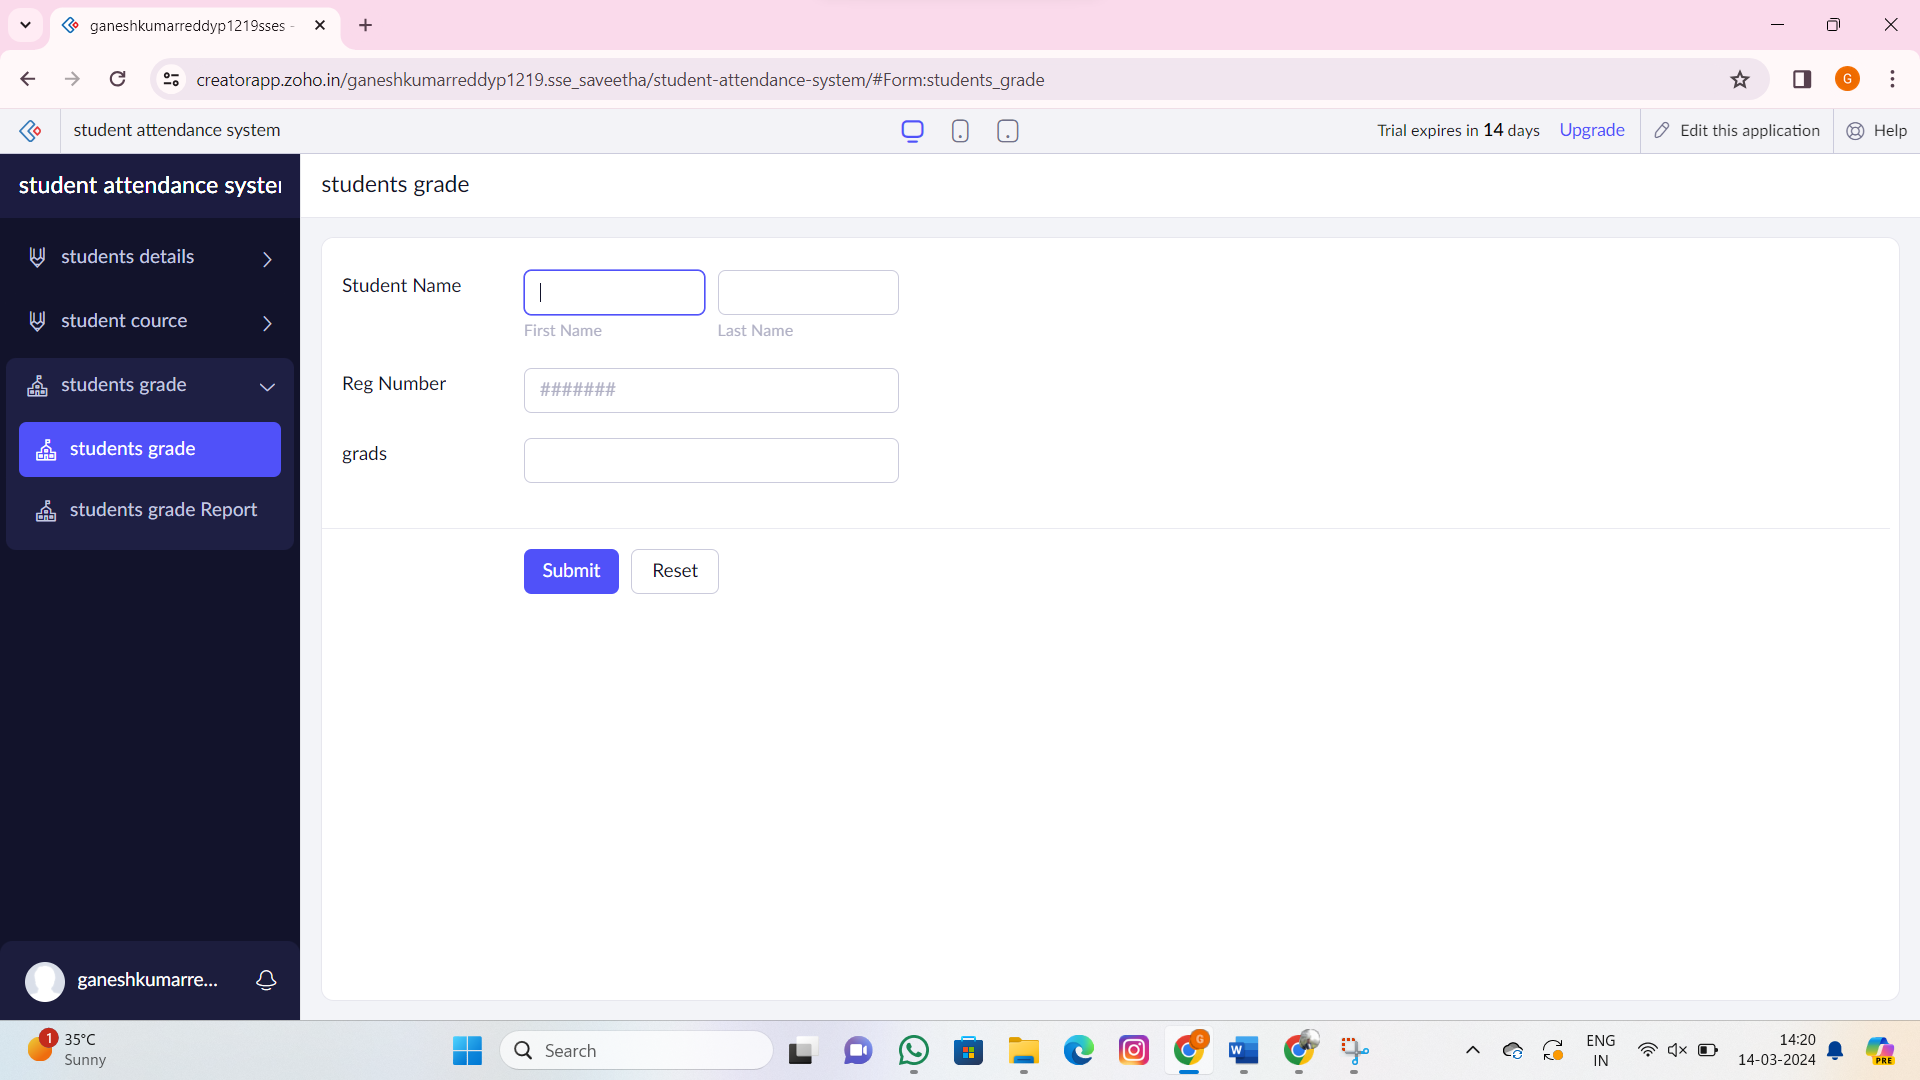 ganeshkumarreddyp1219sses -
creatorapp.zoho.in/ganeshkumarreddyp1219.sse_saveetha/student-attendance-system/#Form:students_grade
G
student attendance system
Trial expires in 14 days
Upgrade
Edit this application
Help
student attendance system
students grade
students details
student cource
students grade
students grade
students grade Report
Student Name
First Name
Last Name
Reg Number
#######
grads
Submit
Reset
ganeshkumarre...
1
35°C
Sunny
Search
G
W
ENG
IN
14:20
14-03-2024
PRE